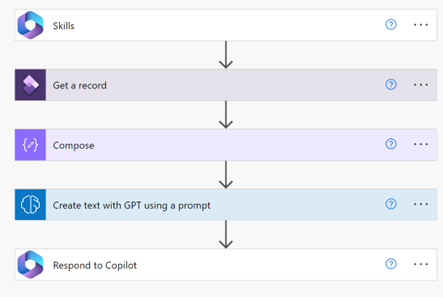 Skills
Get a record
Compose
Create text with GPT using a prompt
Respond to Copilot